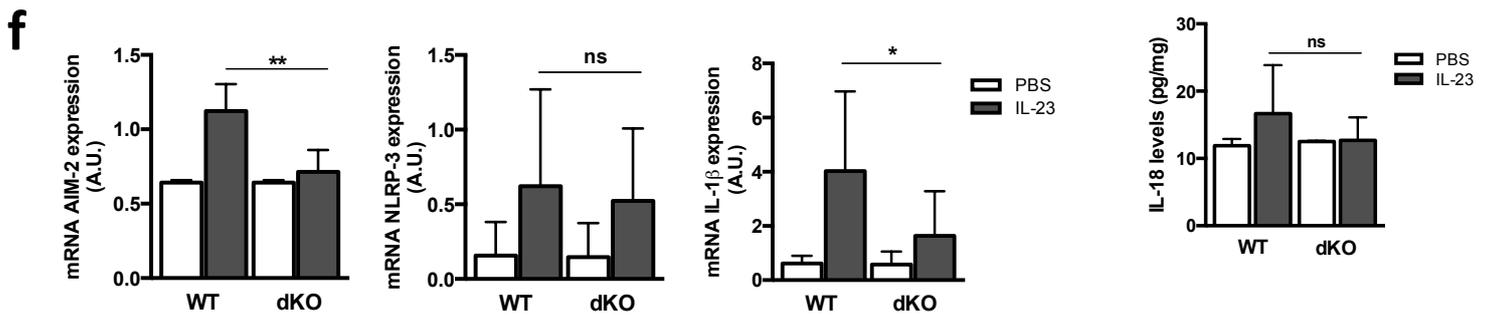 f
mRNA AIM-2 expression
(A.U.)
1.5
1.0
0.5
0.0
**
WT
dKO
mRNA NLRP-3 expression
(A.U.)
1.5
1.0
0.5
0.0
ns
WT
dKO
mRNA IL-1β expression
(A.U.)
8
6
4
2
0
*
WT
dKO
PBS
IL-23
IL-18 levels (pg/mg)
30
20
10
0
ns
WT
dKO
PBS
IL-23